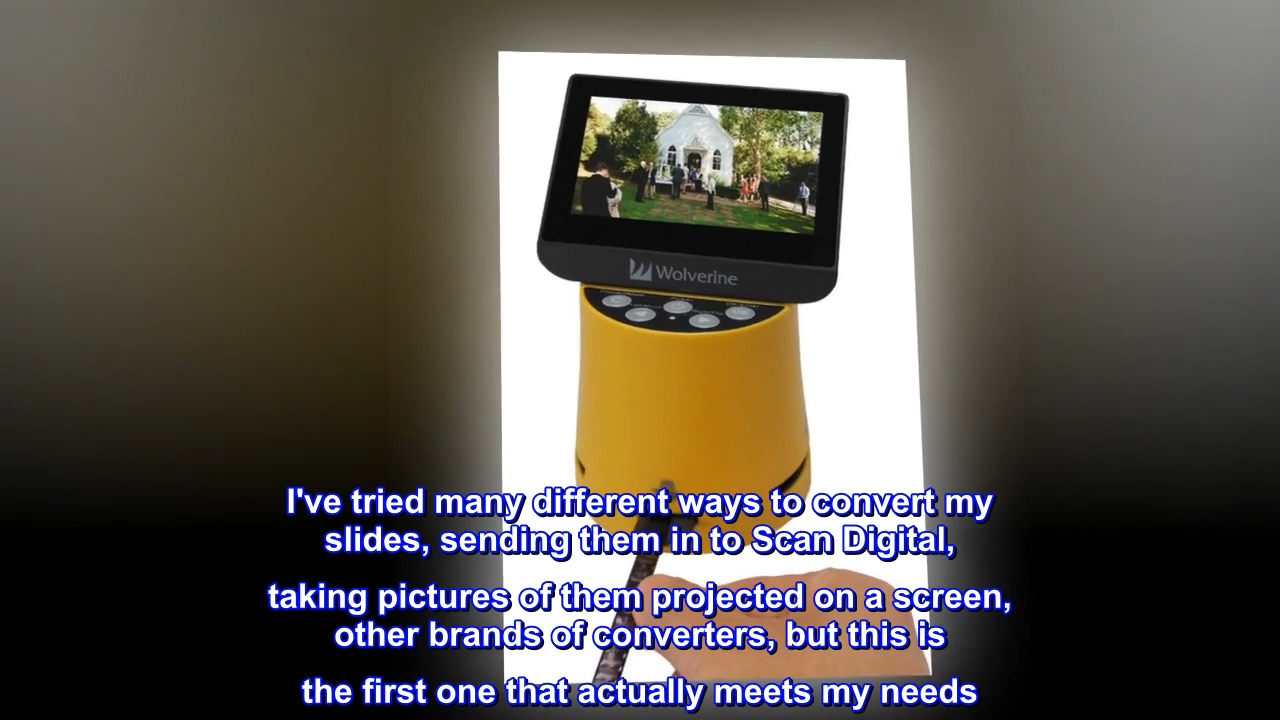 Wolverine
I've tried many different ways to convert my
slides, sending them in to Scan Digital,
taking pictures of them projected on a screen,
other brands of converters, but this is
the first one that actually meets my needs